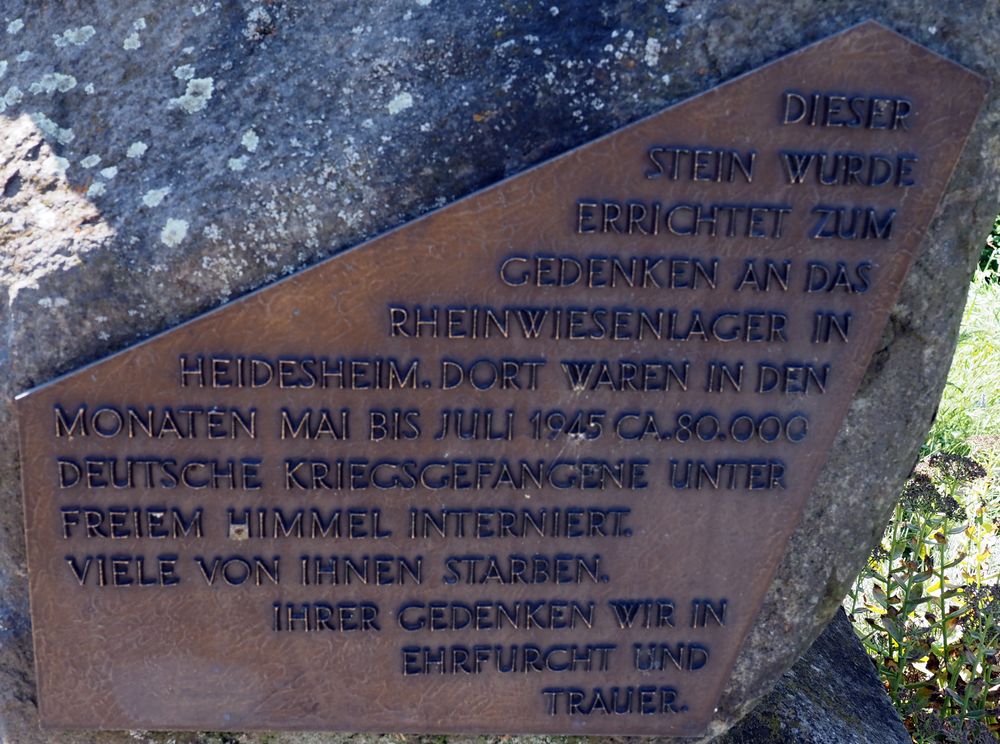 DIESER
STEIN WURDE
ERRICHTET ZUM
GEDENKEN AN DAS
RHEINWIESENLAGER IN
HEIDESHEIM. DORT WAREN IN DEN
MONATEN MAI BIS JULI 1945 CA. 80.000
DEUTSCHE KRIEGSGEFANGENE UNTER
FREIEM HIMMEL INTERNIERT.
VIELE VON IHNEN STARBEN.
IHRER GEDENKEN WIR IN
EHRFURCHT UND
TRAUER.